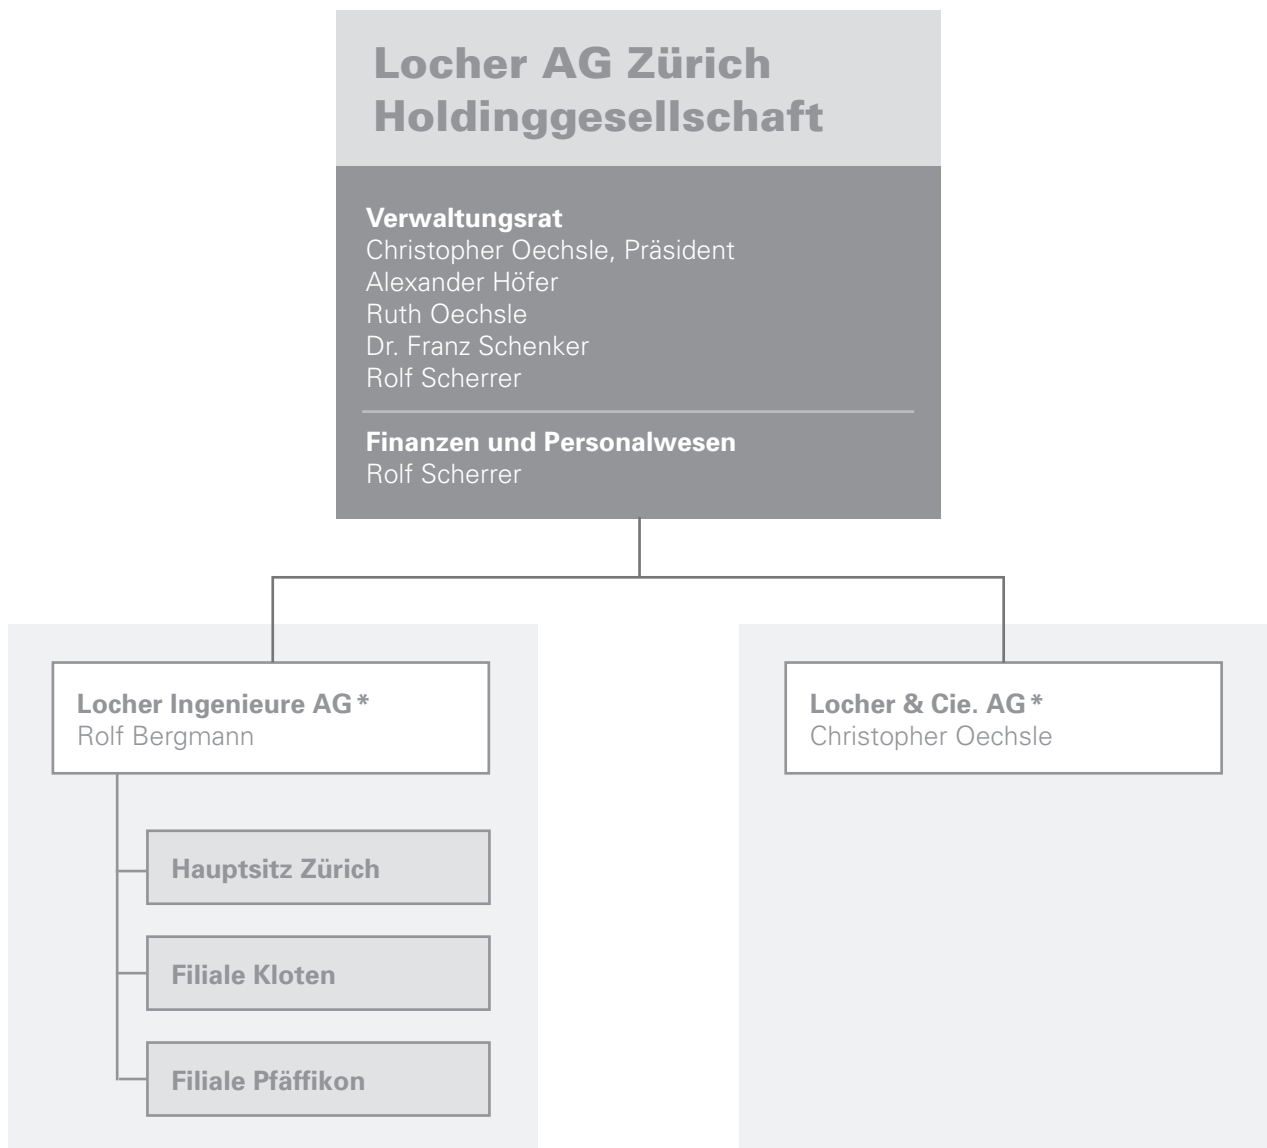 Locher AG Zürich
Holdinggesellschaft
Verwaltungsrat
Christopher Oechsle, Präsident
Alexander Höfer
Ruth Oechsle
Dr. Franz Schenker
Rolf Scherrer
Finanzen und Personalwesen
Rolf Scherrer
Locher Ingenieure AG*
Rolf Bergmann
Hauptsitz Zürich
Filiale Kloten
Filiale Pfäffikon
Locher & Cie. AG*
Christopher Oechsle